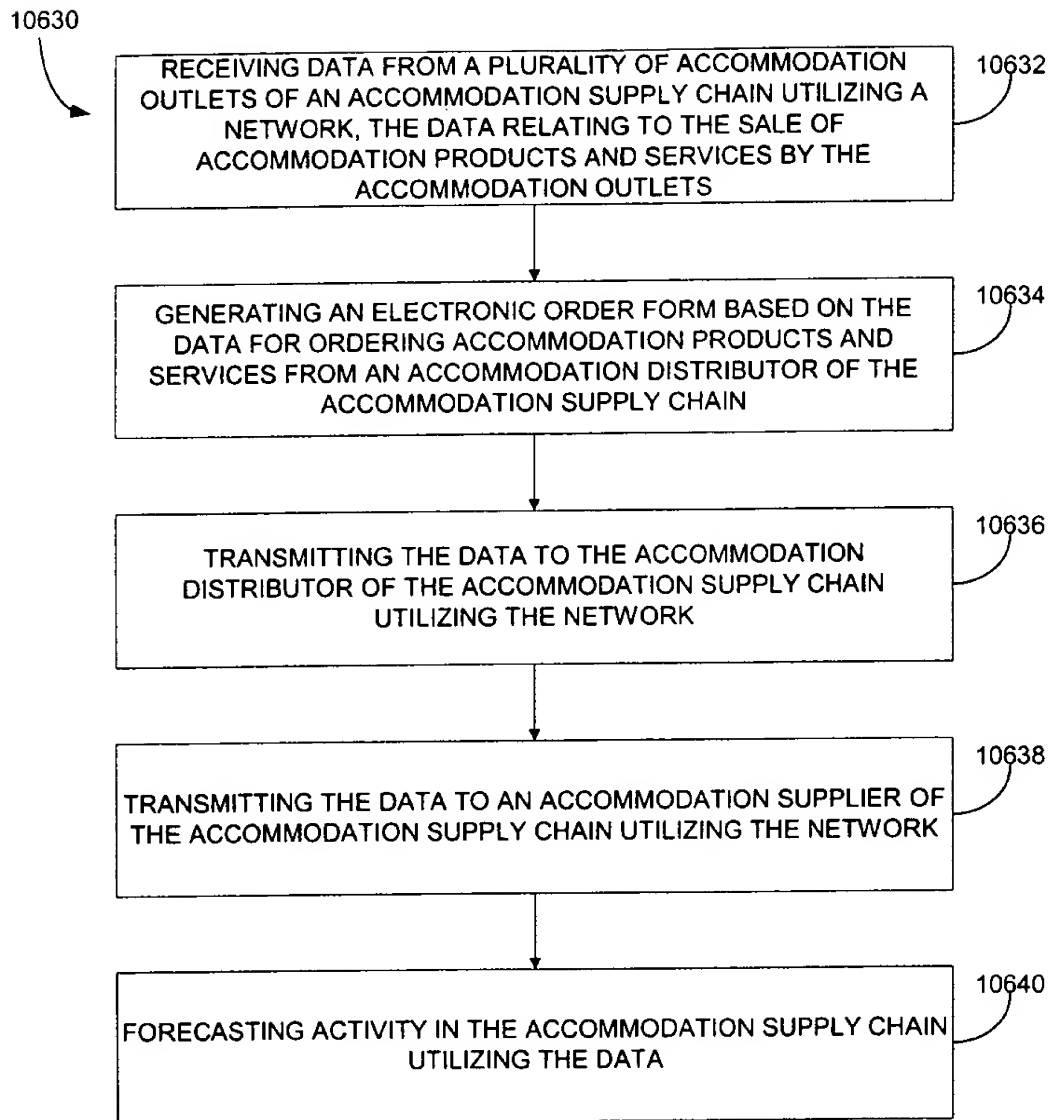 10630
RECEIVING DATA FROM A PLURALITY OF ACCOMMODATION
OUTLETS OF AN ACCOMMODATION SUPPLY CHAIN UTILIZING A
NETWORK, THE DATA RELATING TO THE SALE OF
ACCOMMODATION PRODUCTS AND SERVICES BY THE
ACCOMMODATION OUTLETS
10632
GENERATING AN ELECTRONIC ORDER FORM BASED ON THE
DATA FOR ORDERING ACCOMMODATION PRODUCTS AND
SERVICES FROM AN ACCOMMODATION DISTRIBUTOR OF THE
ACCOMMODATION SUPPLY CHAIN
10634
TRANSMITTING THE DATA TO THE ACCOMMODATION
DISTRIBUTOR OF THE ACCOMMODATION SUPPLY CHAIN
UTILIZING THE NETWORK
10636
TRANSMITTING THE DATA TO AN ACCOMMODATION SUPPLIER OF
THE ACCOMMODATION SUPPLY CHAIN UTILIZING THE NETWORK
10638
FORECASTING ACTIVITY IN THE ACCOMMODATION SUPPLY CHAIN
UTILIZING THE DATA
10640